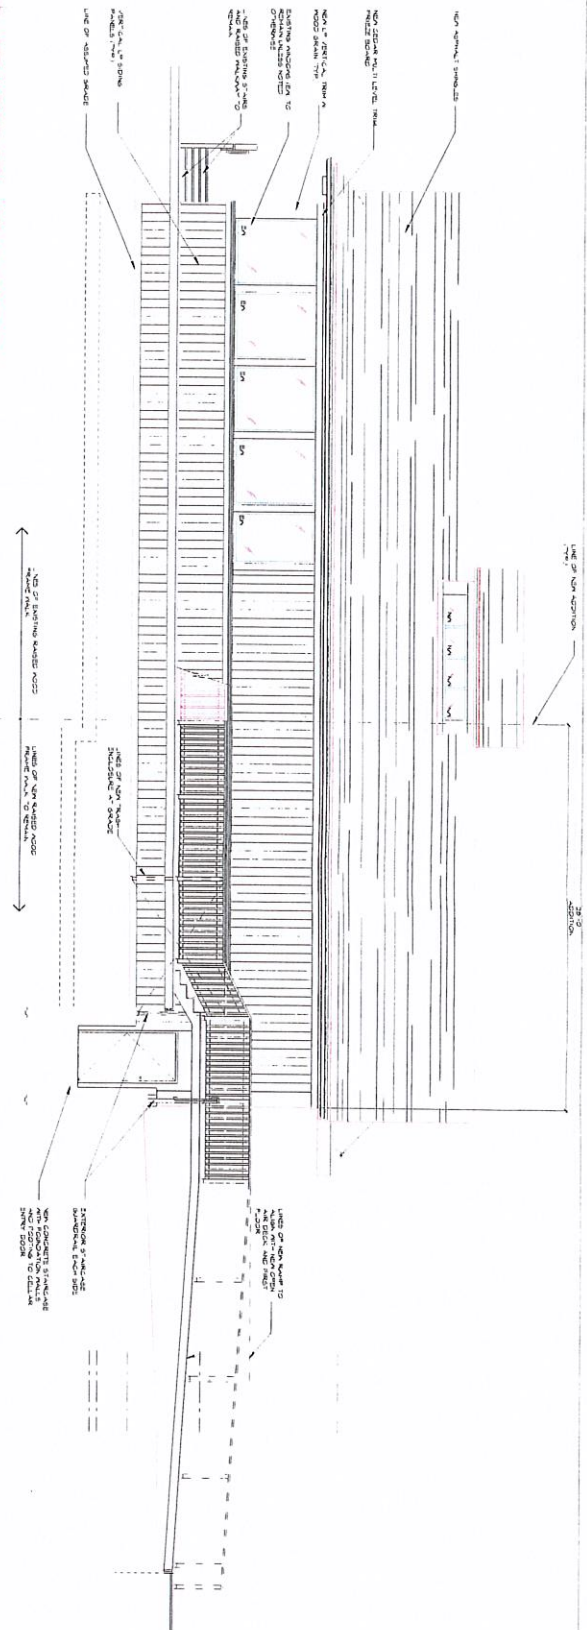 NEW ASPHALT SHINGLES
NEW CEDAR MULTI LEVEL TRIM
FRIEZE BOARD
NEW LP VERTICAL TRIM IN
WOOD GRAIN TYP.
EXISTING WINDOWS (5) TO
REMAIN UNLESS NOTED
OTHERWISE
LINES OF EXISTING STAIRS
AND RAISED WALKWAY TO
REMAIN
VERTICAL LP SIDING
PANELS (TYP.)
LINE OF ASSUMED GRADE
LINE OF NEW ADDITION
(TYP.)
ADDITION
LINES OF EXISTING RAISED WOOD
FRAME WALK
LINES OF NEW RAISED WOOD
FRAME WALK TO REMAIN
LINES OF NEW TRASH
ENCLOSURE AT GRADE
LINES OF NEW RAMP TO
ALIGN WITH NEW OPEN
AIR DECK AND FIRST
FLOOR
EXTERIOR STAIRCASE
GUARDRAIL EACH SIDE
NEW CONCRETE STAIRCASE
WITH FOUNDATION WALLS
AND FOOTING TO CELLAR
ENTRY DOOR